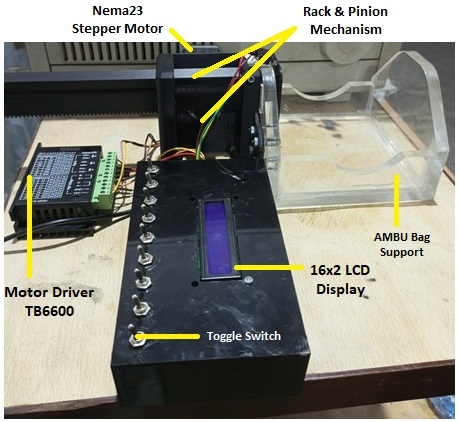 Nema23
Stepper Motor
Rack & Pinion
Mechanism
AMBU Bag
Support
16x2 LCD
Display
Motor Driver
TB6600
Toggle Switch